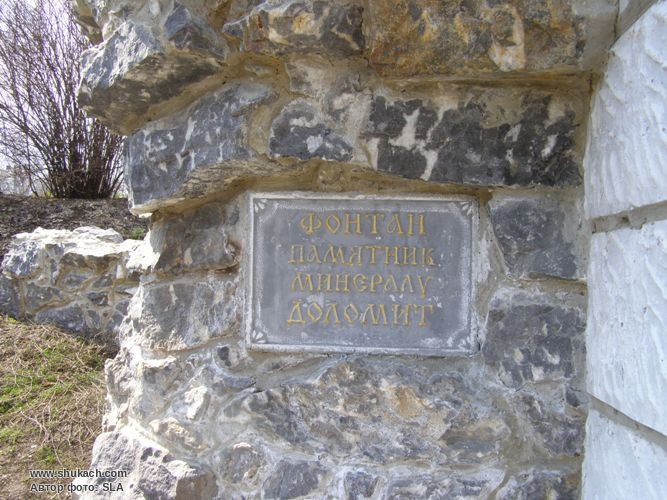 ФОНТАН
ПАМЯТНИК
МИНЕРАЛУ
ДОЛОМИТ
www.shukach.com
Автор фото: SLA